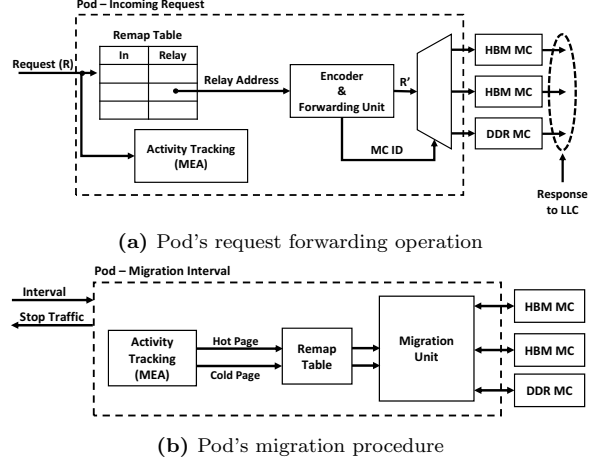 Pod – Incoming Request
Remap Table
In Relay
Request (R)
Relay Address
Encoder
&
Forwarding Unit
R'
MC ID
Activity Tracking
(MEA)
HBM MC
HBM MC
DDR MC
Response
to LLC
(a) Pod's request forwarding operation
Pod – Migration Interval
Interval
Stop Traffic
Activity
Tracking
(MEA)
Hot Page
Cold Page
Remap
Table
Migration
Unit
HBM MC
HBM MC
DDR MC
(b) Pod's migration procedure